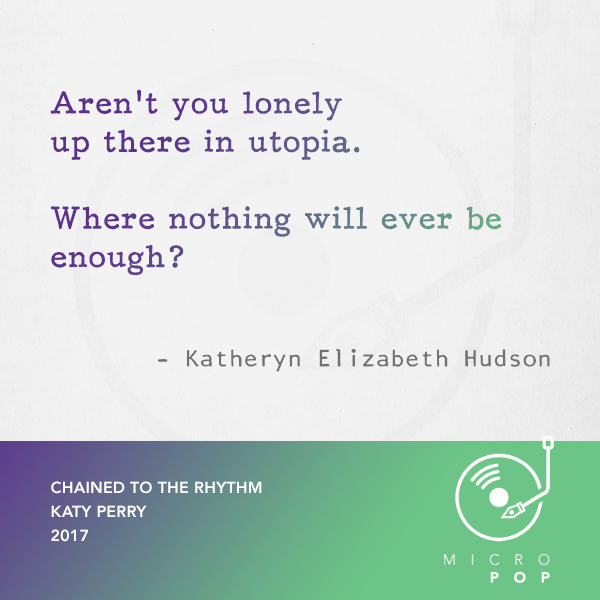 Aren't you lonely
up there in utopia.
Where nothing will ever be
enough?
– Katheryn Elizabeth Hudson
CHAINED TO THE RHYTHM
KATY PERRY
2017
MICRO
POP